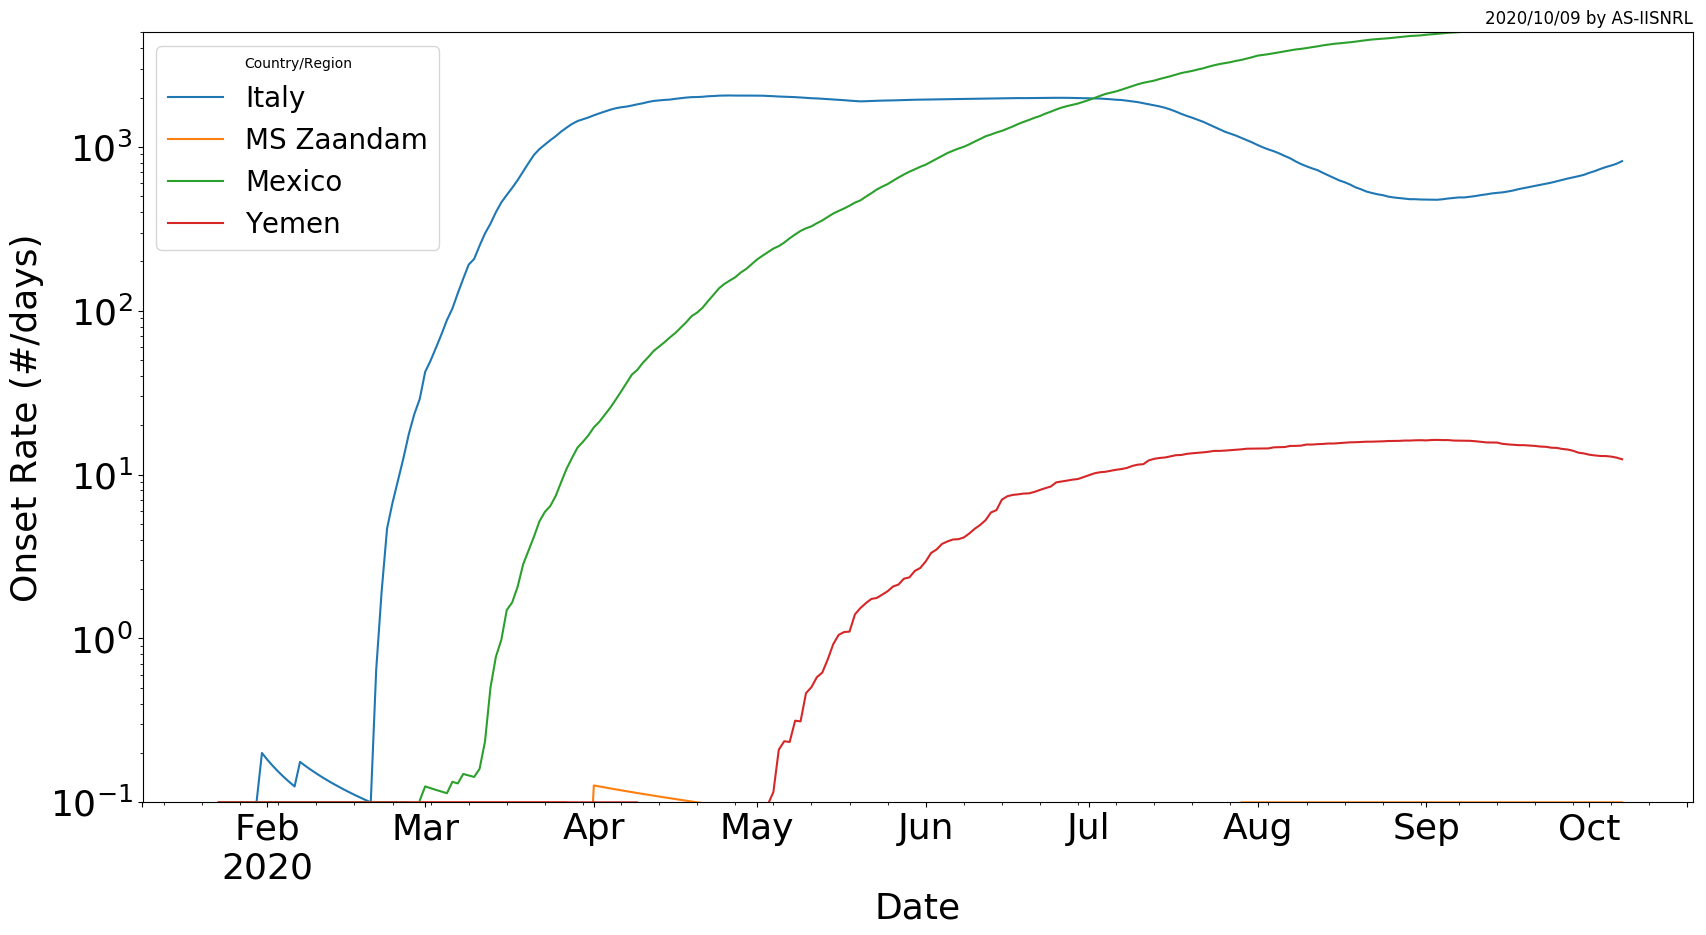 2020/10/09 by AS-IISNRL
Country/Region
Italy
MS Zaandam
Mexico
Yemen
Onset Rate (#/days)
10³
10²
10¹
10⁰
10⁻¹
Feb Mar Apr May Jun Jul Aug Sep Oct
2020
Date